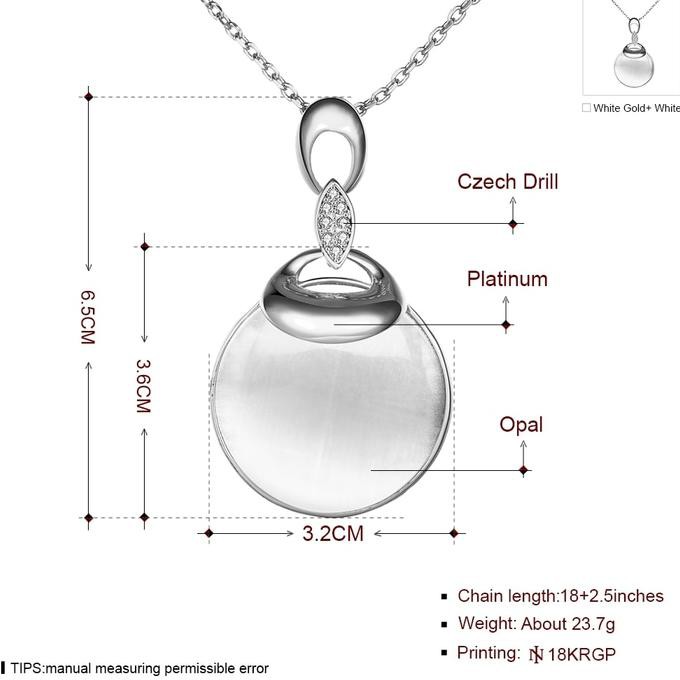 White Gold+ White
Czech Drill
Platinum
6.5CM
3.6CM
Opal
3.2CM
Chain length:18+2.5inches
Weight: About 23.7g
Printing: N 18KRGP
TIPS:manual measuring permissible error